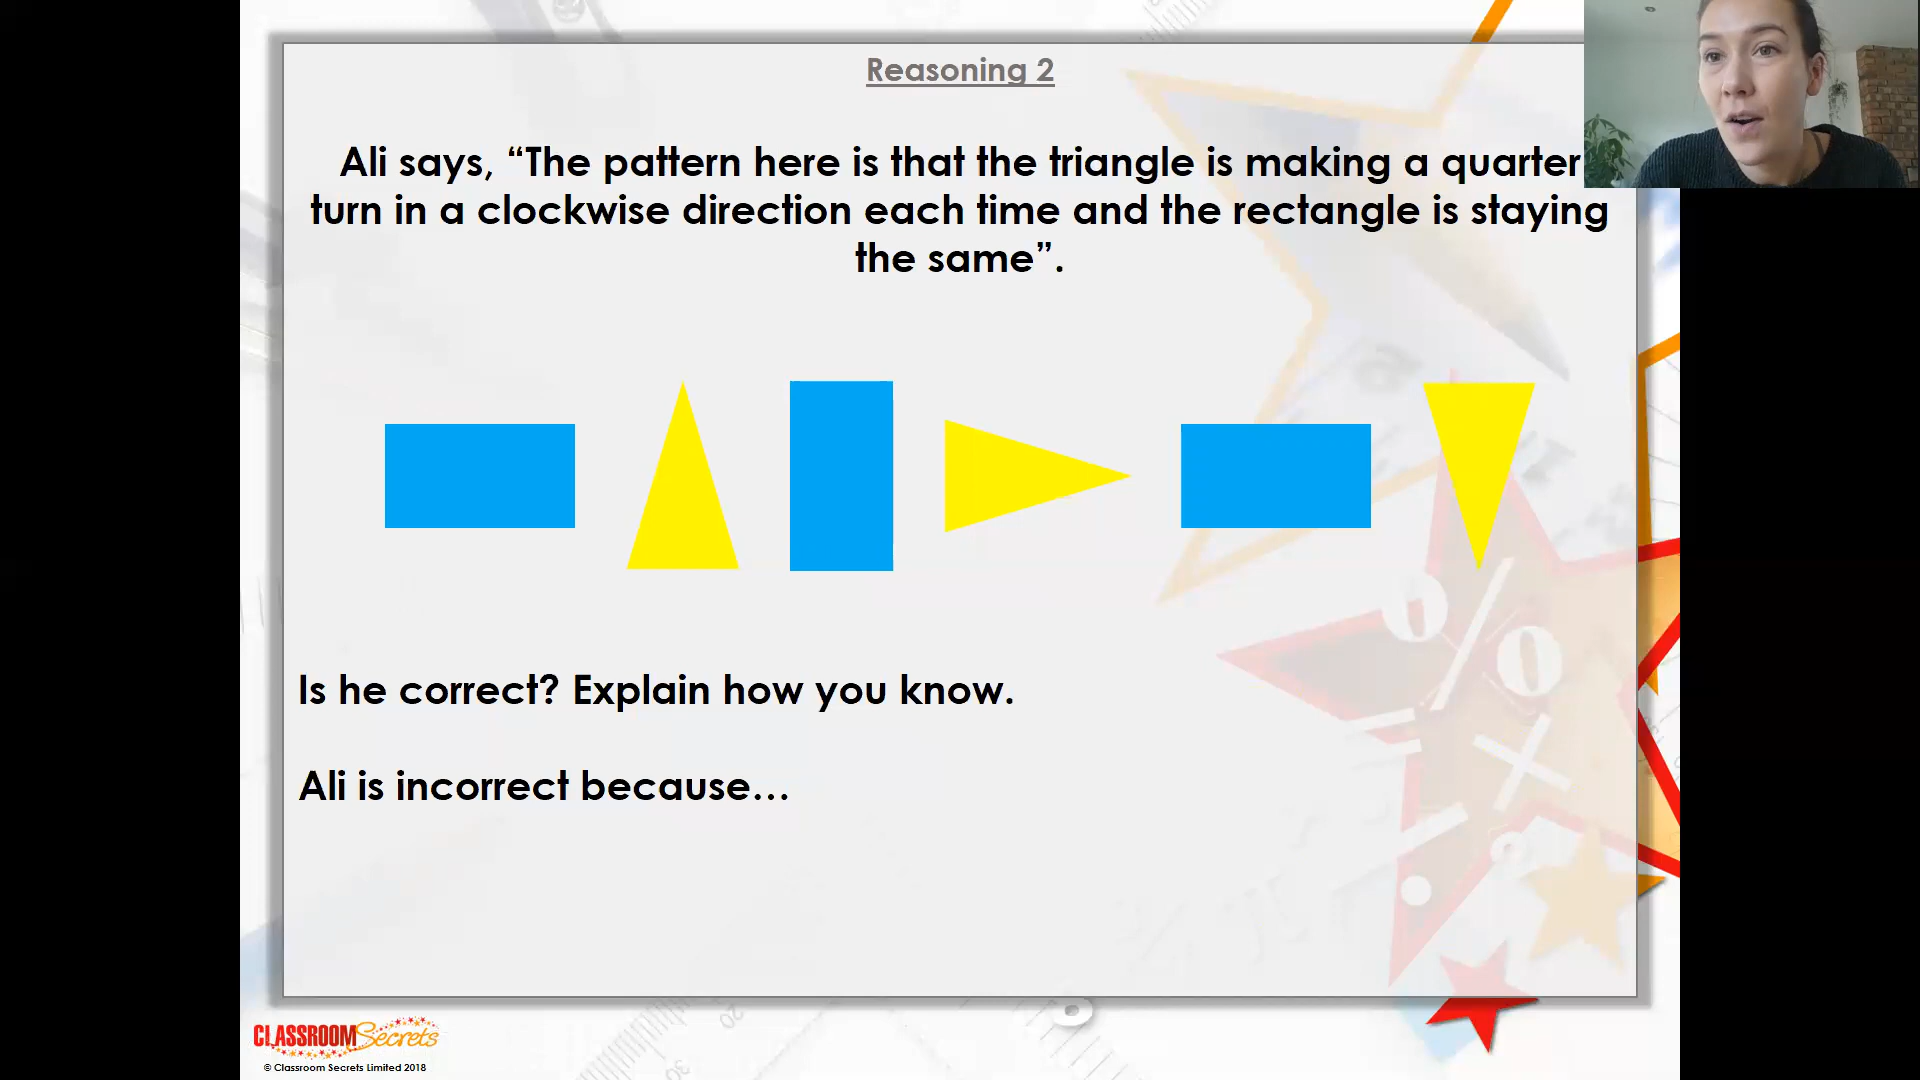 Reasoning 2
Ali says, “The pattern here is that the triangle is making a quarter
turn in a clockwise direction each time and the rectangle is staying
the same”.
Is he correct? Explain how you know.
Ali is incorrect because…
CLASSROOM Secrets
© Classroom Secrets Limited 2018